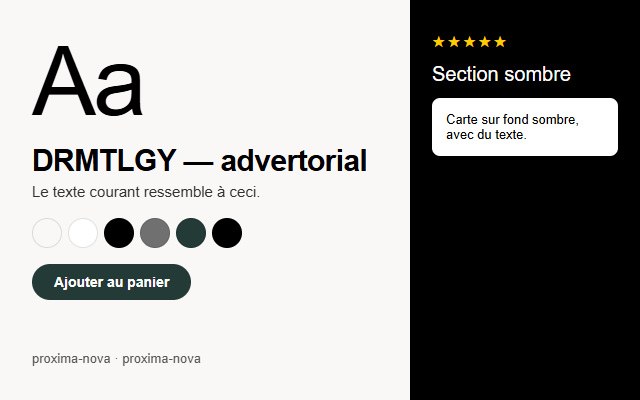 Aa
DRMTLGY — advertorial
Le texte courant ressemble à ceci.
Ajouter au panier
proxima-nova · proxima-nova
★★★★★
Section sombre
Carte sur fond sombre,
avec du texte.